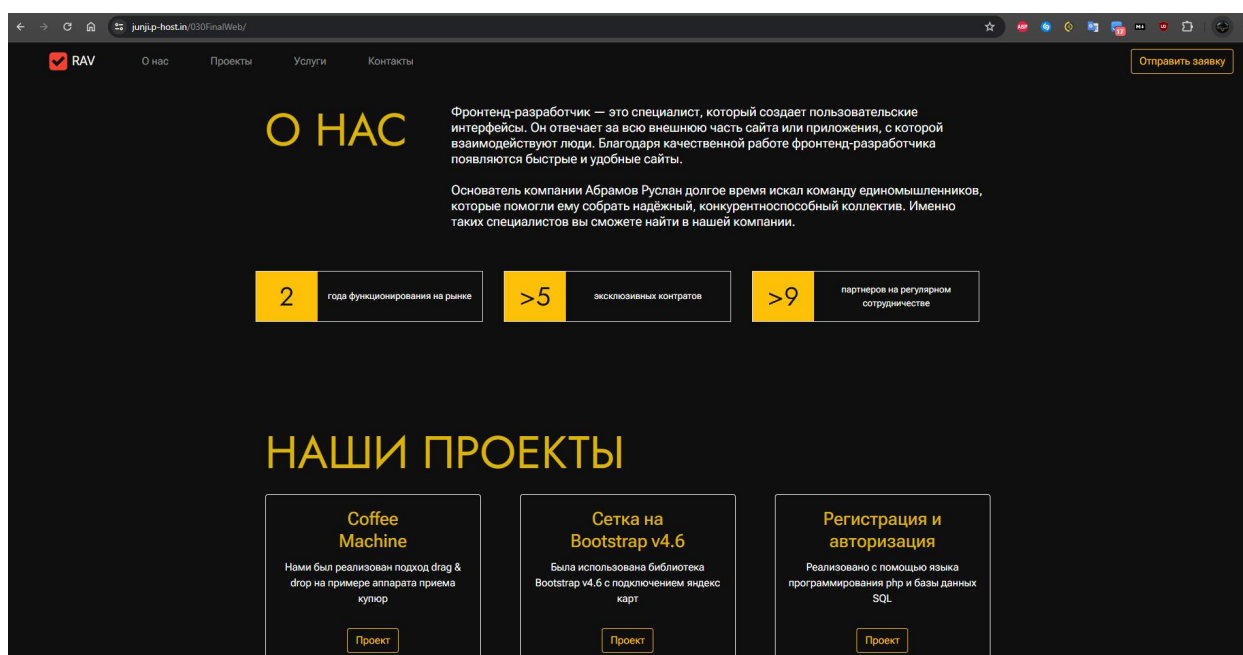 junji.p-host.in/030FinalWeb/
ABP
17
RAV О нас Проекты Услуги Контакты Отправить заявку
О НАС
Фронтенд-разработчик — это специалист, который создает пользовательские
интерфейсы. Он отвечает за всю внешнюю часть сайта или приложения, с которой
взаимодействуют люди. Благодаря качественной работе фронтенд-разработчика
появляются быстрые и удобные сайты.
Основатель компании Абрамов Руслан долгое время искал команду единомышленников,
которые помогли ему собрать надёжный, конкурентноспособный коллектив. Именно
таких специалистов вы сможете найти в нашей компании.
2
года функционирования на рынке
>5
эксклюзивных контратов
>9
партнеров на регулярном
сотрудничестве
НАШИ ПРОЕКТЫ
Coffee
Machine
Нами был реализован подход drag &
drop на примере аппарата приема
купюр
Проект
Сетка на
Bootstrap v4.6
Была использована библиотека
Bootstrap v4.6 с подключением яндекс
карт
Проект
Регистрация и
авторизация
Реализовано с помощью языка
программирования php и базы данных
SQL
Проект